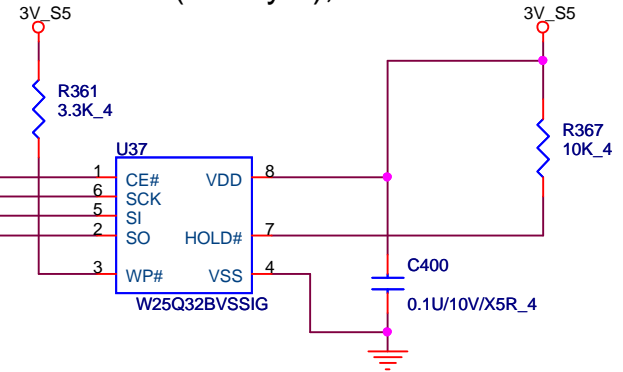 3V_S5
3V_S5
R361
3.3K_4
R367
10K_4
U37
1
CE#
VDD
8
6
SCK
5
SI
2
SO
HOLD#
7
3
WP#
VSS
4
W25Q32BVSSIG
C400
0.1U/10V/X5R_4